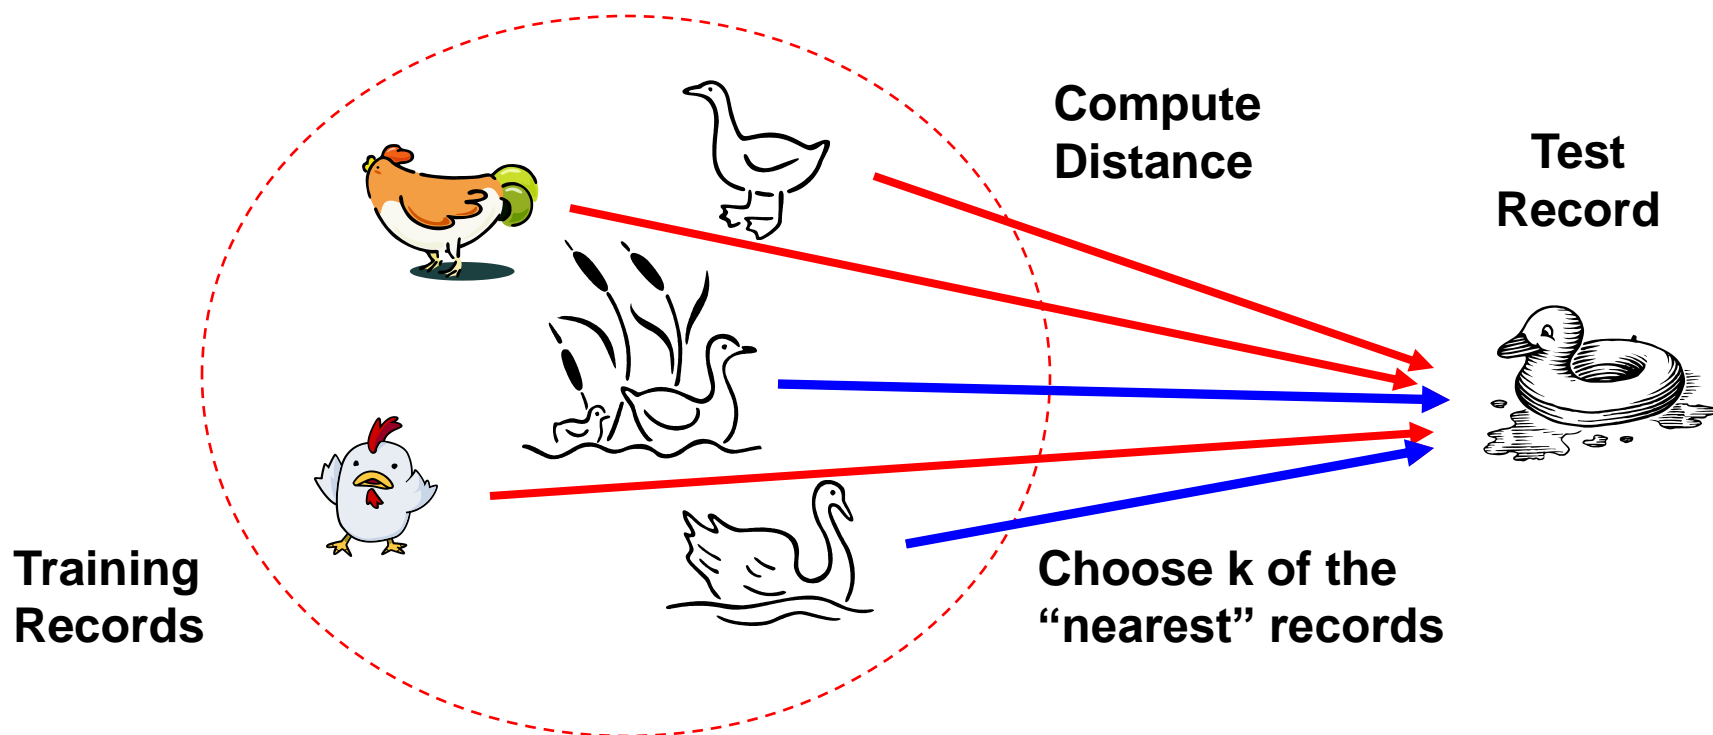 Compute
Distance
Test
Record
Training
Records
Choose k of the
“nearest” records